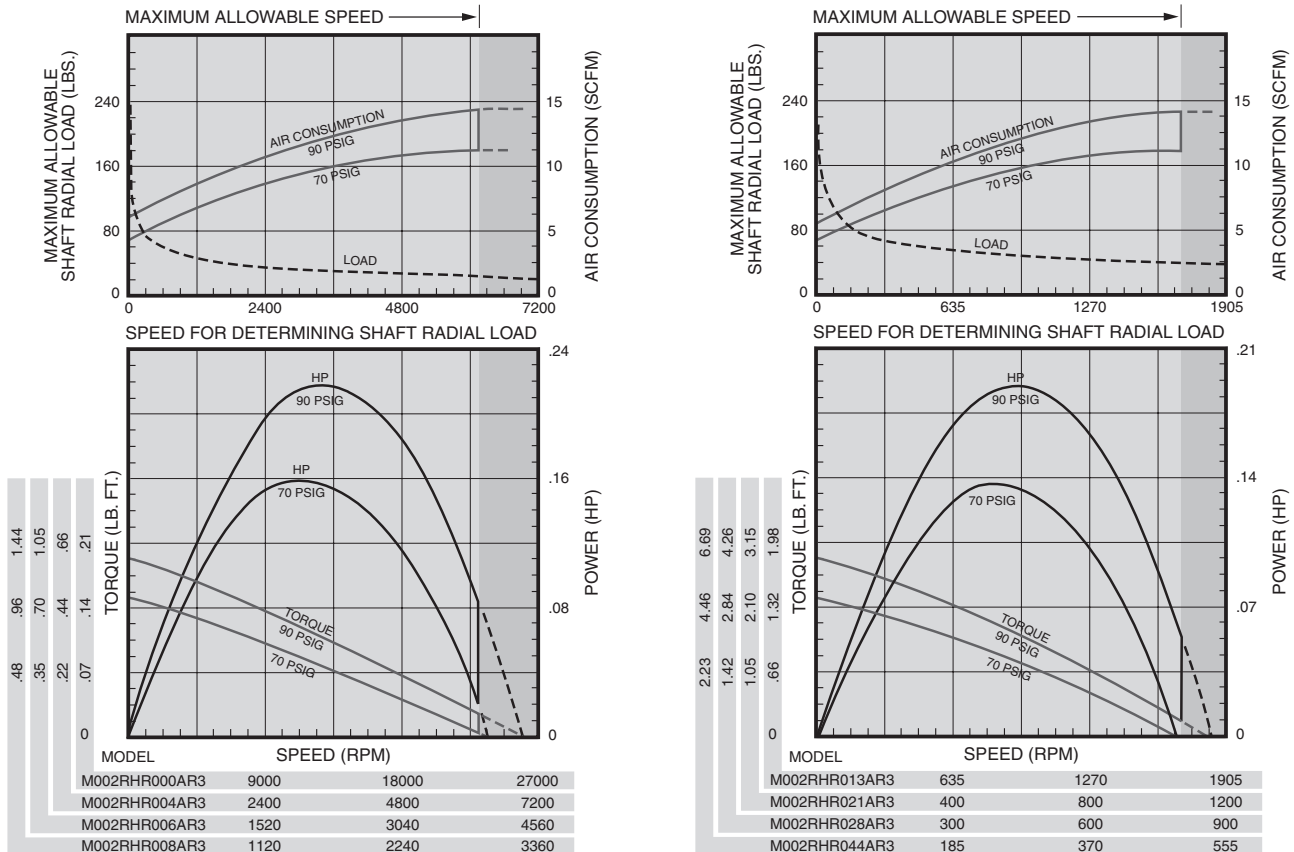 MAXIMUM ALLOWABLE SPEED
MAXIMUM ALLOWABLE
SHAFT RADIAL LOAD (LBS.)
240
160
80
0
AIR CONSUMPTION
90 PSIG
70 PSIG
LOAD
15
10
5
0
AIR CONSUMPTION (SCFM)
0 2400 4800 7200
SPEED FOR DETERMINING SHAFT RADIAL LOAD
HP
90 PSIG
HP
70 PSIG
TORQUE
90 PSIG
70 PSIG
.24
.16
.08
0
POWER (HP)
TORQUE (LB. FT.)
1.44 1.05 .66 .21
.96 .70 .44 .14
.48 .35 .22 .07
0
MODEL SPEED (RPM)
M002RHR000AR3 9000 18000 27000
M002RHR004AR3 2400 4800 7200
M002RHR006AR3 1520 3040 4560
M002RHR008AR3 1120 2240 3360
MAXIMUM ALLOWABLE SPEED
MAXIMUM ALLOWABLE
SHAFT RADIAL LOAD (LBS.)
240
160
80
0
AIR CONSUMPTION
90 PSIG
70 PSIG
LOAD
15
10
5
0
AIR CONSUMPTION (SCFM)
0 635 1270 1905
SPEED FOR DETERMINING SHAFT RADIAL LOAD
HP
90 PSIG
70 PSIG
TORQUE
90 PSIG
70 PSIG
.21
.14
.07
0
POWER (HP)
TORQUE (LB. FT.)
6.69 4.26 3.15 1.98
4.46 2.84 2.10 1.32
2.23 1.42 1.05 .66
0
MODEL SPEED (RPM)
M002RHR013AR3 635 1270 1905
M002RHR021AR3 400 800 1200
M002RHR028AR3 300 600 900
M002RHR044AR3 185 370 555